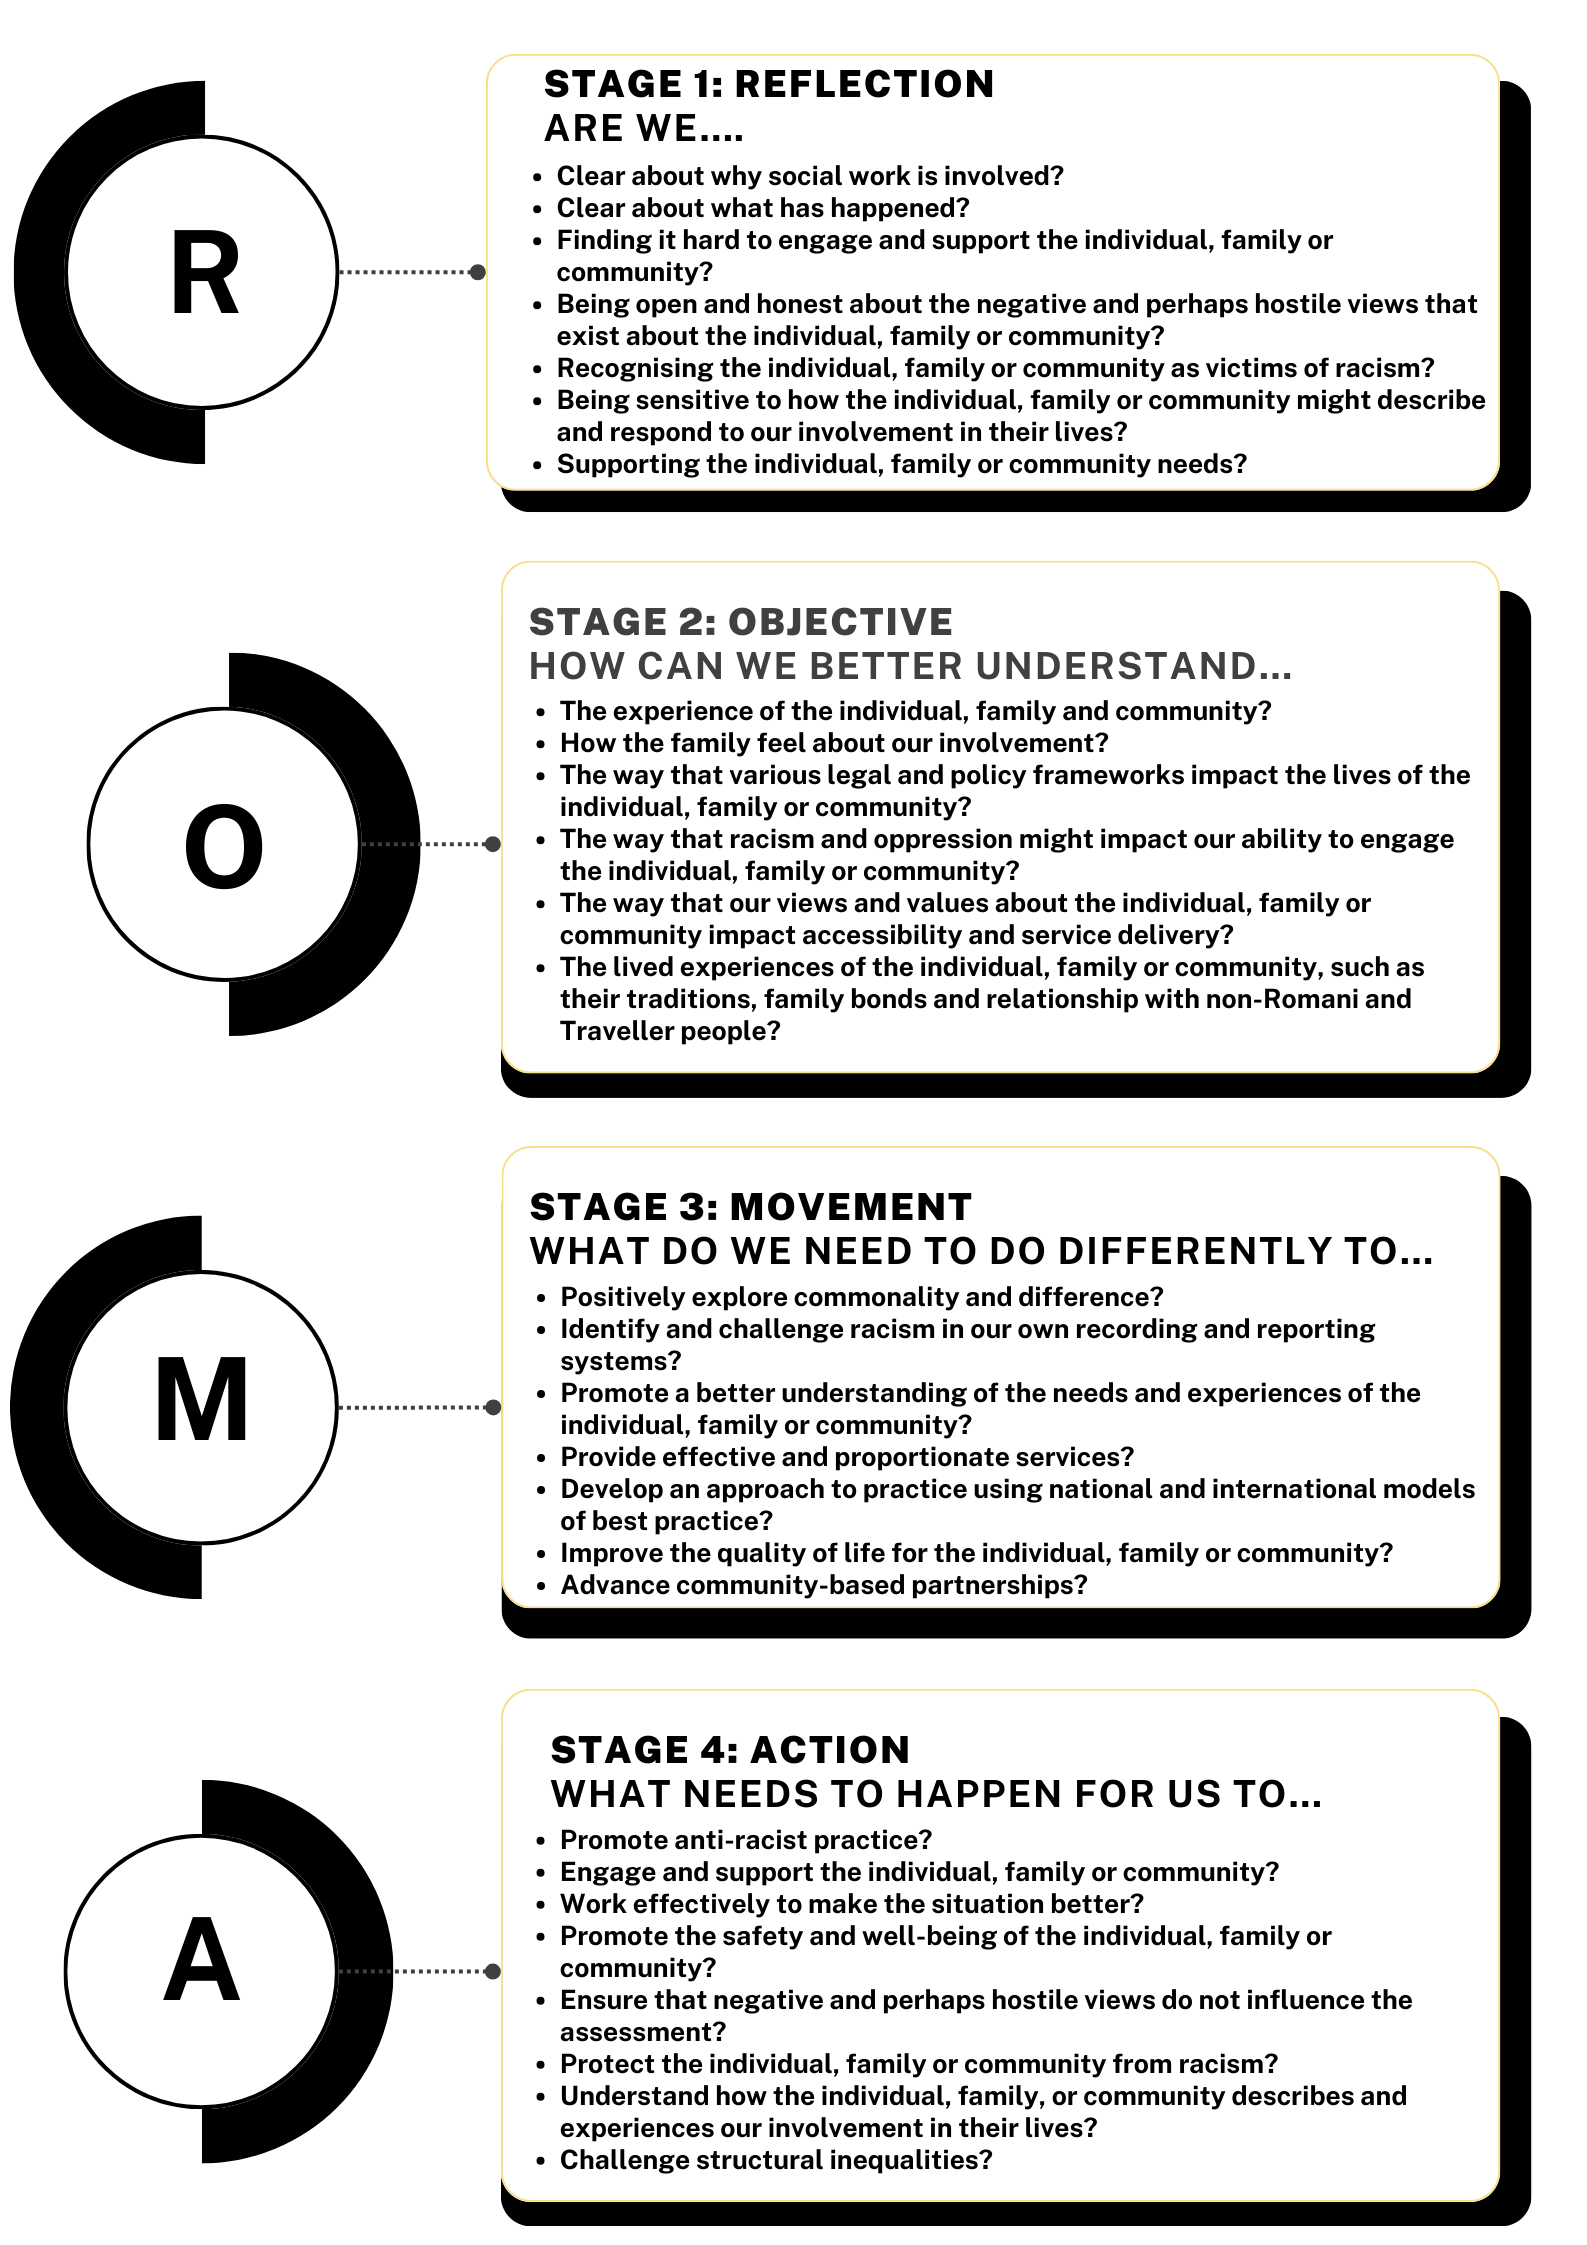 R
STAGE 1: REFLECTION
ARE WE....
• Clear about why social work is involved?
• Clear about what has happened?
• Finding it hard to engage and support the individual, family or
community?
• Being open and honest about the negative and perhaps hostile views that
exist about the individual, family or community?
• Recognising the individual, family or community as victims of racism?
• Being sensitive to how the individual, family or community might describe
and respond to our involvement in their lives?
• Supporting the individual, family or community needs?
O
STAGE 2: OBJECTIVE
HOW CAN WE BETTER UNDERSTAND...
• The experience of the individual, family and community?
• How the family feel about our involvement?
• The way that various legal and policy frameworks impact the lives of the
individual, family or community?
• The way that racism and oppression might impact our ability to engage
the individual, family or community?
• The way that our views and values about the individual, family or
community impact accessibility and service delivery?
• The lived experiences of the individual, family or community, such as
their traditions, family bonds and relationship with non-Romani and
Traveller people?
M
STAGE 3: MOVEMENT
WHAT DO WE NEED TO DO DIFFERENTLY TO...
• Positively explore commonality and difference?
• Identify and challenge racism in our own recording and reporting
systems?
• Promote a better understanding of the needs and experiences of the
individual, family or community?
• Provide effective and proportionate services?
• Develop an approach to practice using national and international models
of best practice?
• Improve the quality of life for the individual, family or community?
• Advance community-based partnerships?
A
STAGE 4: ACTION
WHAT NEEDS TO HAPPEN FOR US TO...
• Promote anti-racist practice?
• Engage and support the individual, family or community?
• Work effectively to make the situation better?
• Promote the safety and well-being of the individual, family or
community?
• Ensure that negative and perhaps hostile views do not influence the
assessment?
• Protect the individual, family or community from racism?
• Understand how the individual, family, or community describes and
experiences our involvement in their lives?
• Challenge structural inequalities?